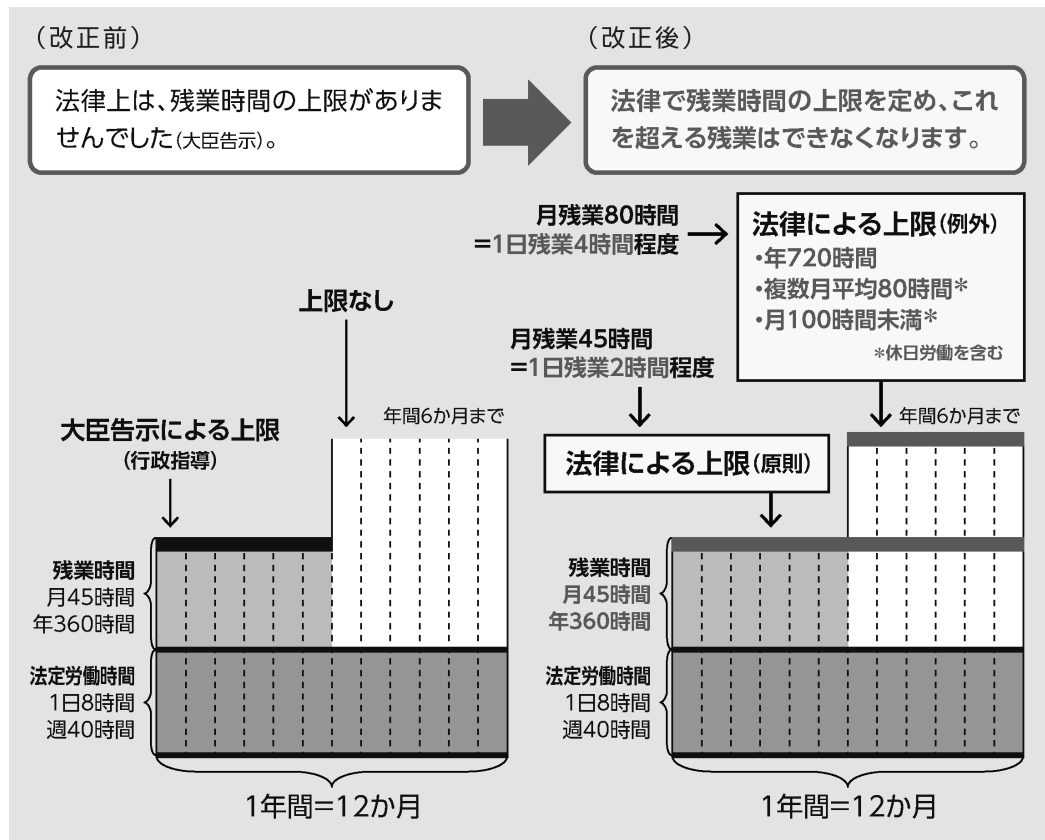 （改正前）
法律上は、残業時間の上限がありま
せんでした（大臣告示）。
（改正後）
法律で残業時間の上限を定め、これ
を超える残業はできなくなります。
上限なし
大臣告示による上限
（行政指導）
年間6か月まで
残業時間
月45時間
年360時間
法定労働時間
1日8時間
週40時間
1年間＝12か月
月残業80時間
＝1日残業4時間程度
法律による上限（例外）
・年720時間
・複数月平均80時間＊
・月100時間未満＊
＊休日労働を含む
月残業45時間
＝1日残業2時間程度
年間6か月まで
法律による上限（原則）
残業時間
月45時間
年360時間
法定労働時間
1日8時間
週40時間
1年間＝12か月